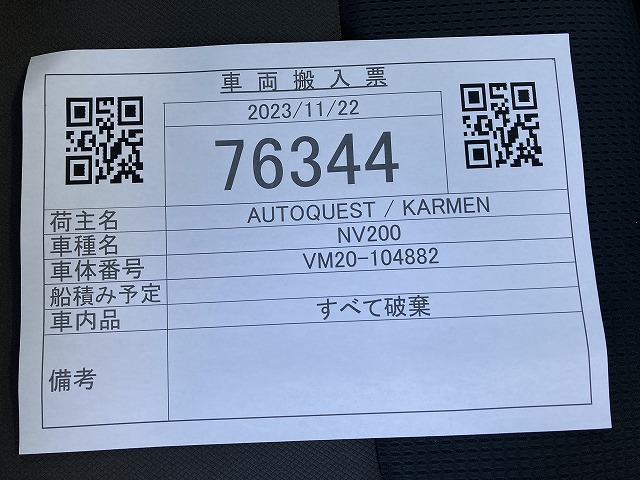 車両搬入票
2023/11/22
76344
荷主名 AUTOQUEST / KARMEN
車種名 NV200
車体番号 VM20-104882
船積み予定
車内品 すべて破棄
備考